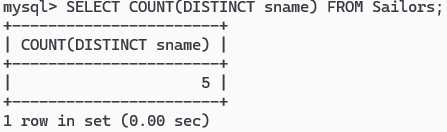 mysql> SELECT COUNT(DISTINCT sname) FROM Sailors;
+-----------------------+
| COUNT(DISTINCT sname) |
+-----------------------+
|                     5 |
+-----------------------+
1 row in set (0.00 sec)